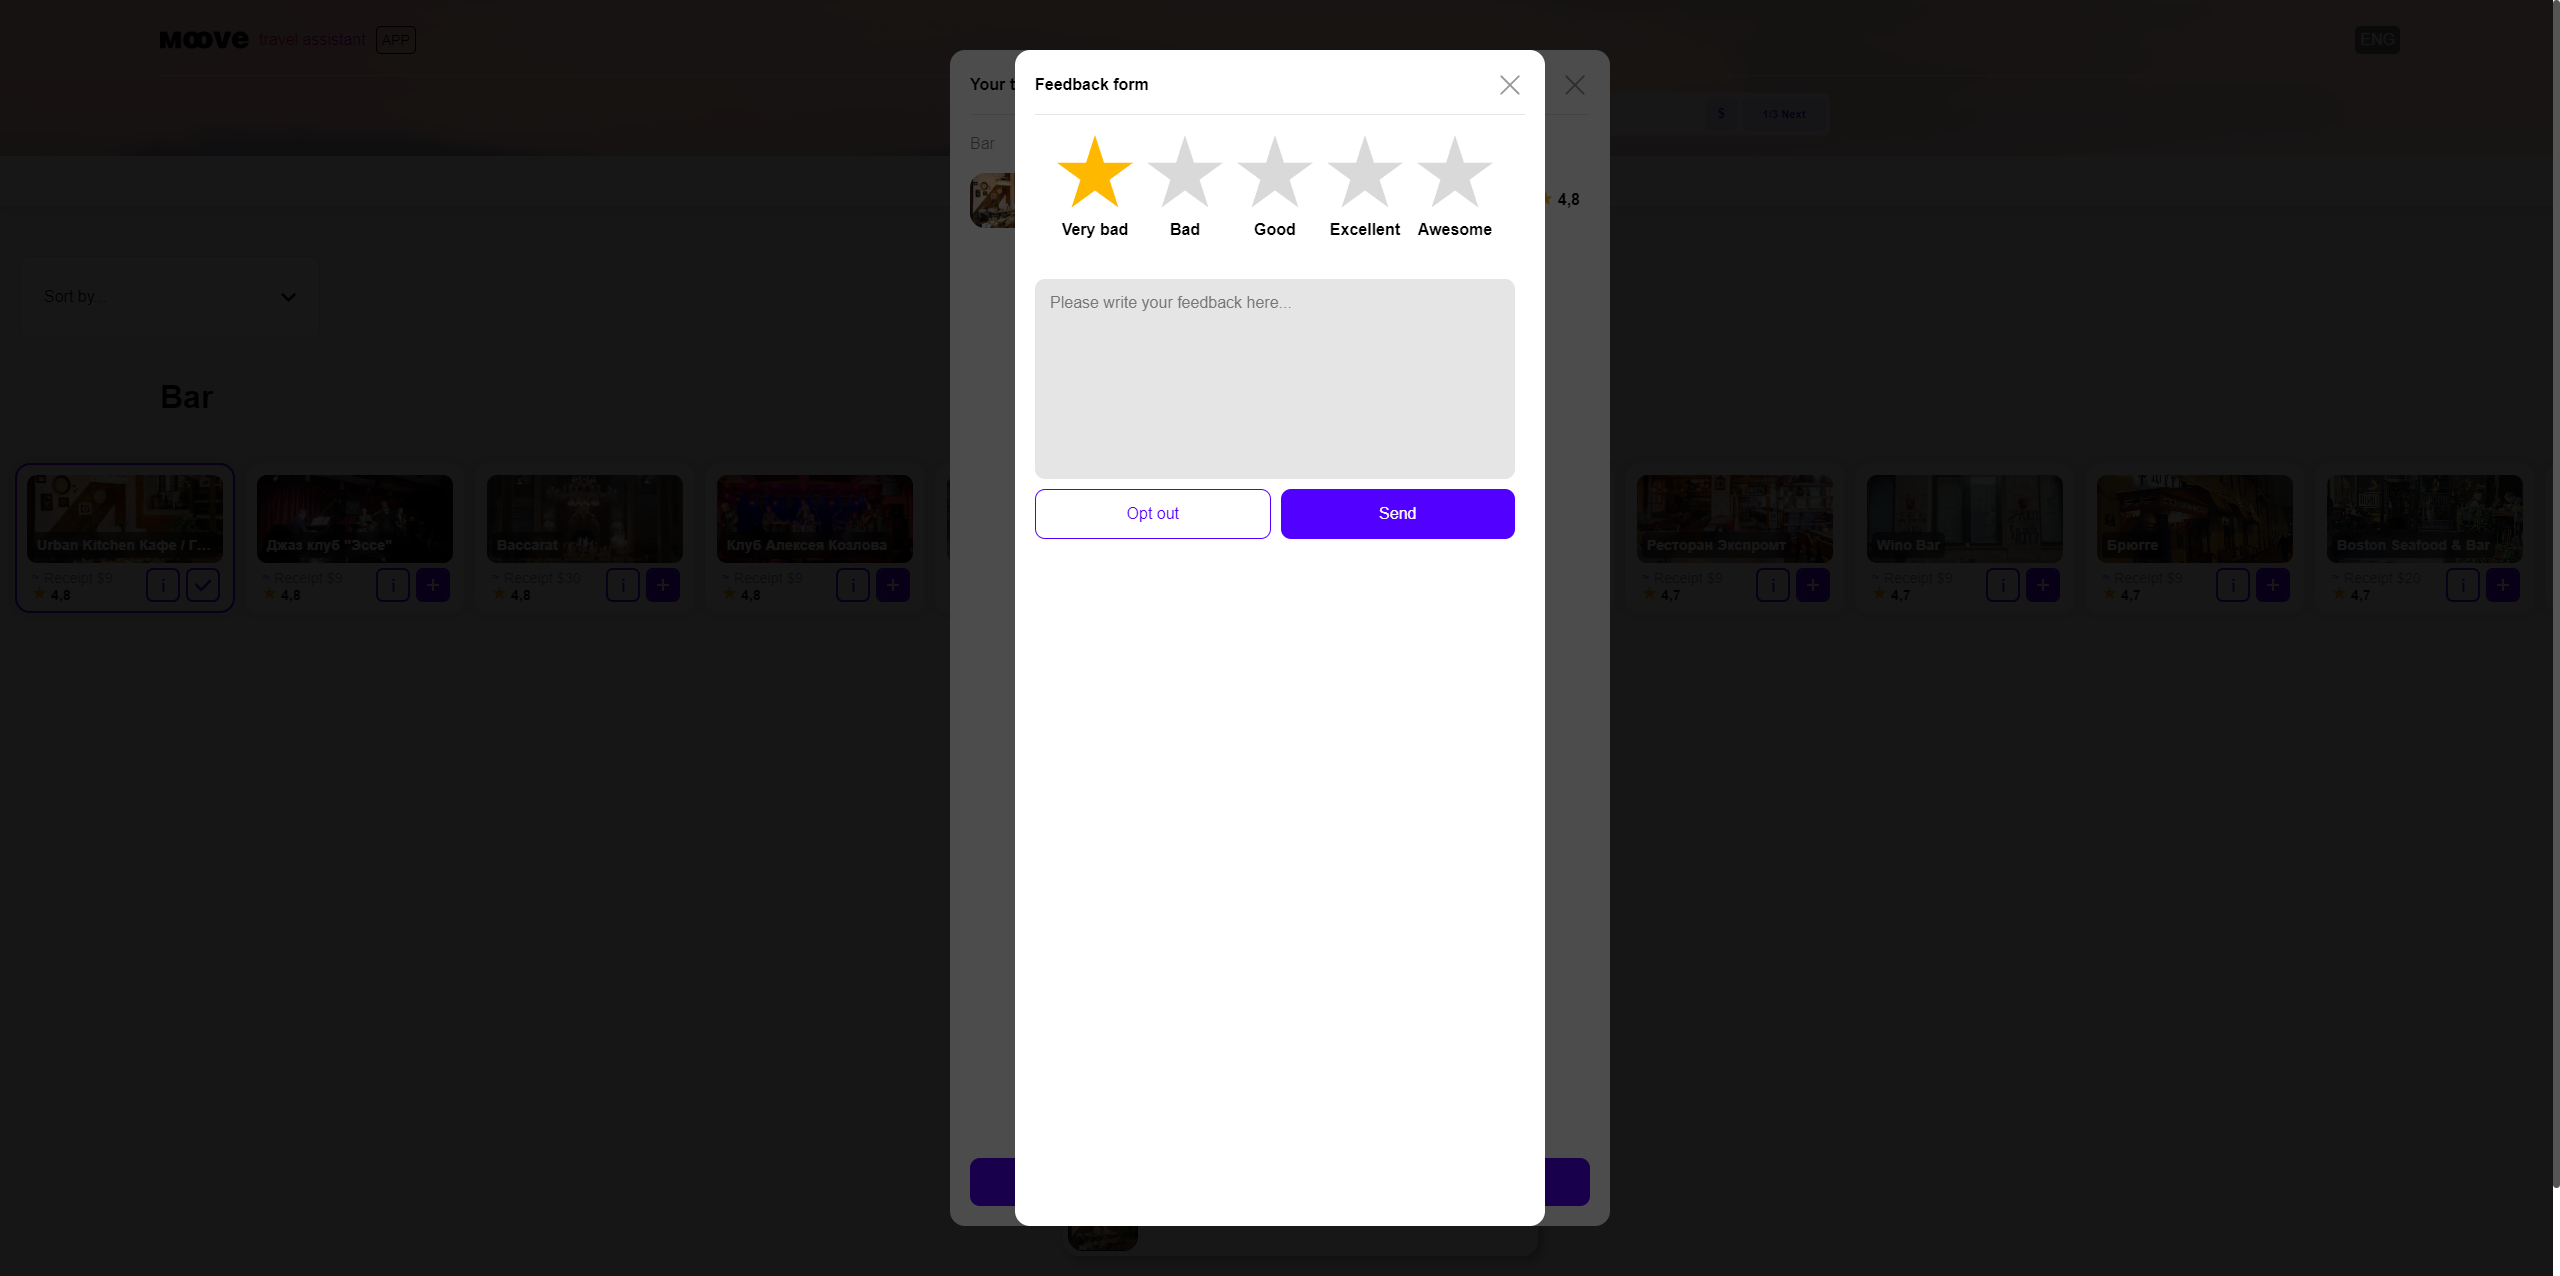 MOOVE travel assistant APP
ENG
Your t
Feedback form
$
1/3 Next
Bar
4,8
Very bad
Bad
Good
Excellent
Awesome
Please write your feedback here...
Opt out
Send
Sort by...
Bar
Urban Kitchen Кафе / Г...
~ Receipt $9
4,8
i
Джаз клуб "Эссе"
~ Receipt $9
4,8
i
+
Baccarat
~ Receipt $30
4,8
i
+
Клуб Алексея Козлова
~ Receipt $9
4,8
i
+
Ресторан Экспромт
~ Receipt $9
4,7
i
+
Wino Bar
~ Receipt $9
4,7
i
+
Брюгге
~ Receipt $9
4,7
i
+
Boston Seafood & Bar
~ Receipt $20
4,7
i
+